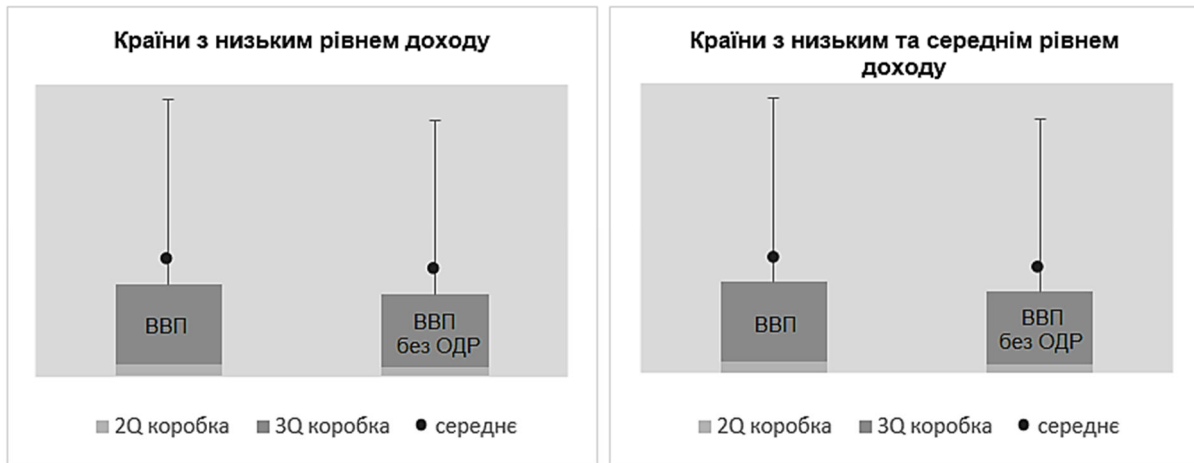 Країни з низьким рівнем доходу
ВВП
ВВП
без ОДР
2Q коробка 3Q коробка середнє
Країни з низьким та середнім рівнем
доходу
ВВП
ВВП
без ОДР
2Q коробка 3Q коробка середнє